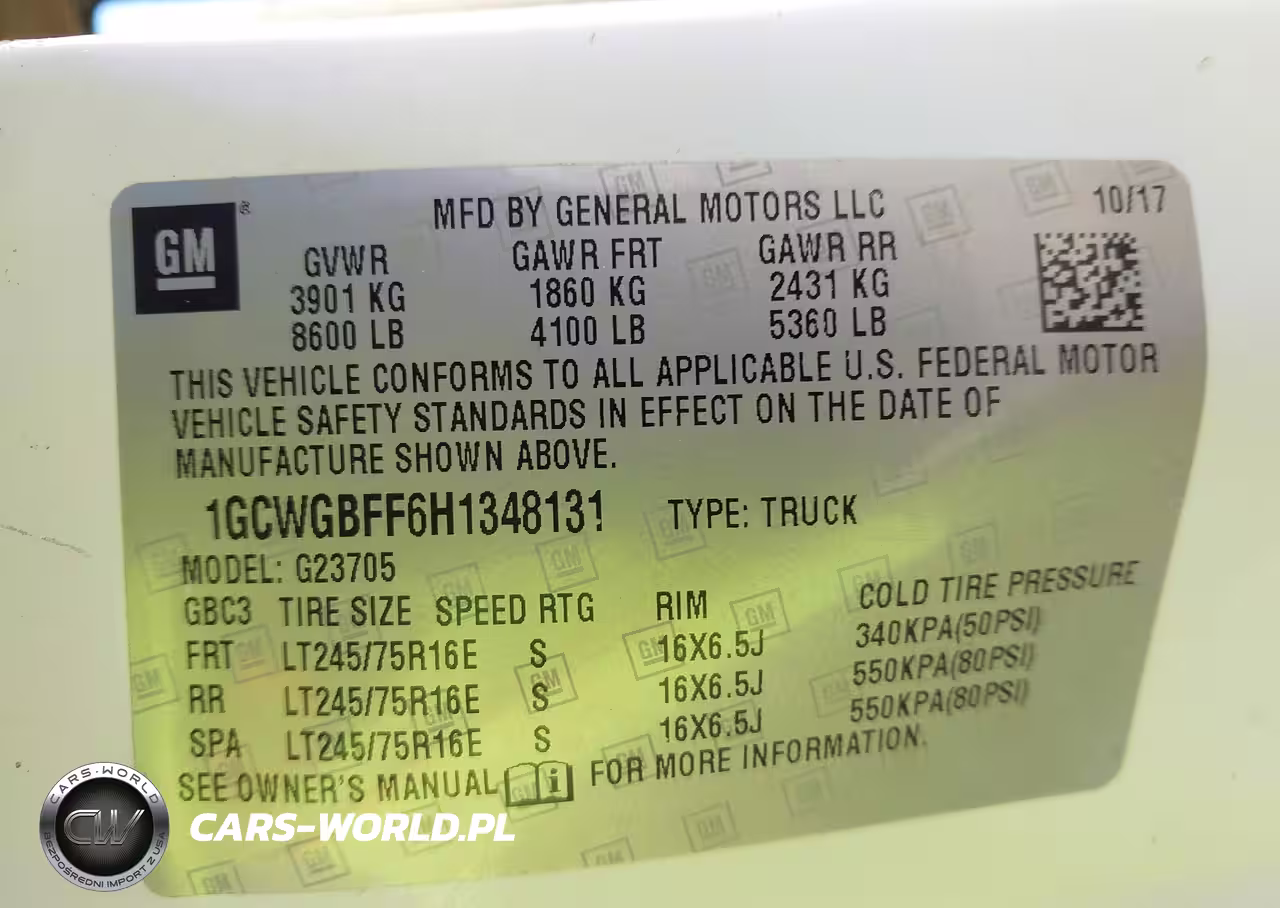 GM ®
MFD BY GENERAL MOTORS LLC 10/17
GVWR GAWR FRT GAWR RR
3901 KG 1860 KG 2431 KG
8600 LB 4100 LB 5360 LB
THIS VEHICLE CONFORMS TO ALL APPLICABLE U.S. FEDERAL MOTOR
VEHICLE SAFETY STANDARDS IN EFFECT ON THE DATE OF
MANUFACTURE SHOWN ABOVE.
1GCWGBFF6H1348131 TYPE: TRUCK
MODEL: G23705
GBC3 TIRE SIZE SPEED RTG RIM COLD TIRE PRESSURE
FRT LT245/75R16E S 16X6.5J 340KPA(50PSI)
RR LT245/75R16E S 16X6.5J 550KPA(80PSI)
SPA LT245/75R16E S 16X6.5J 550KPA(80PSI)
SEE OWNER'S MANUAL i FOR MORE INFORMATION.
CARS-WORLD
CW
BEZPOŚREDNI IMPORT Z USA
CARS-WORLD.PL